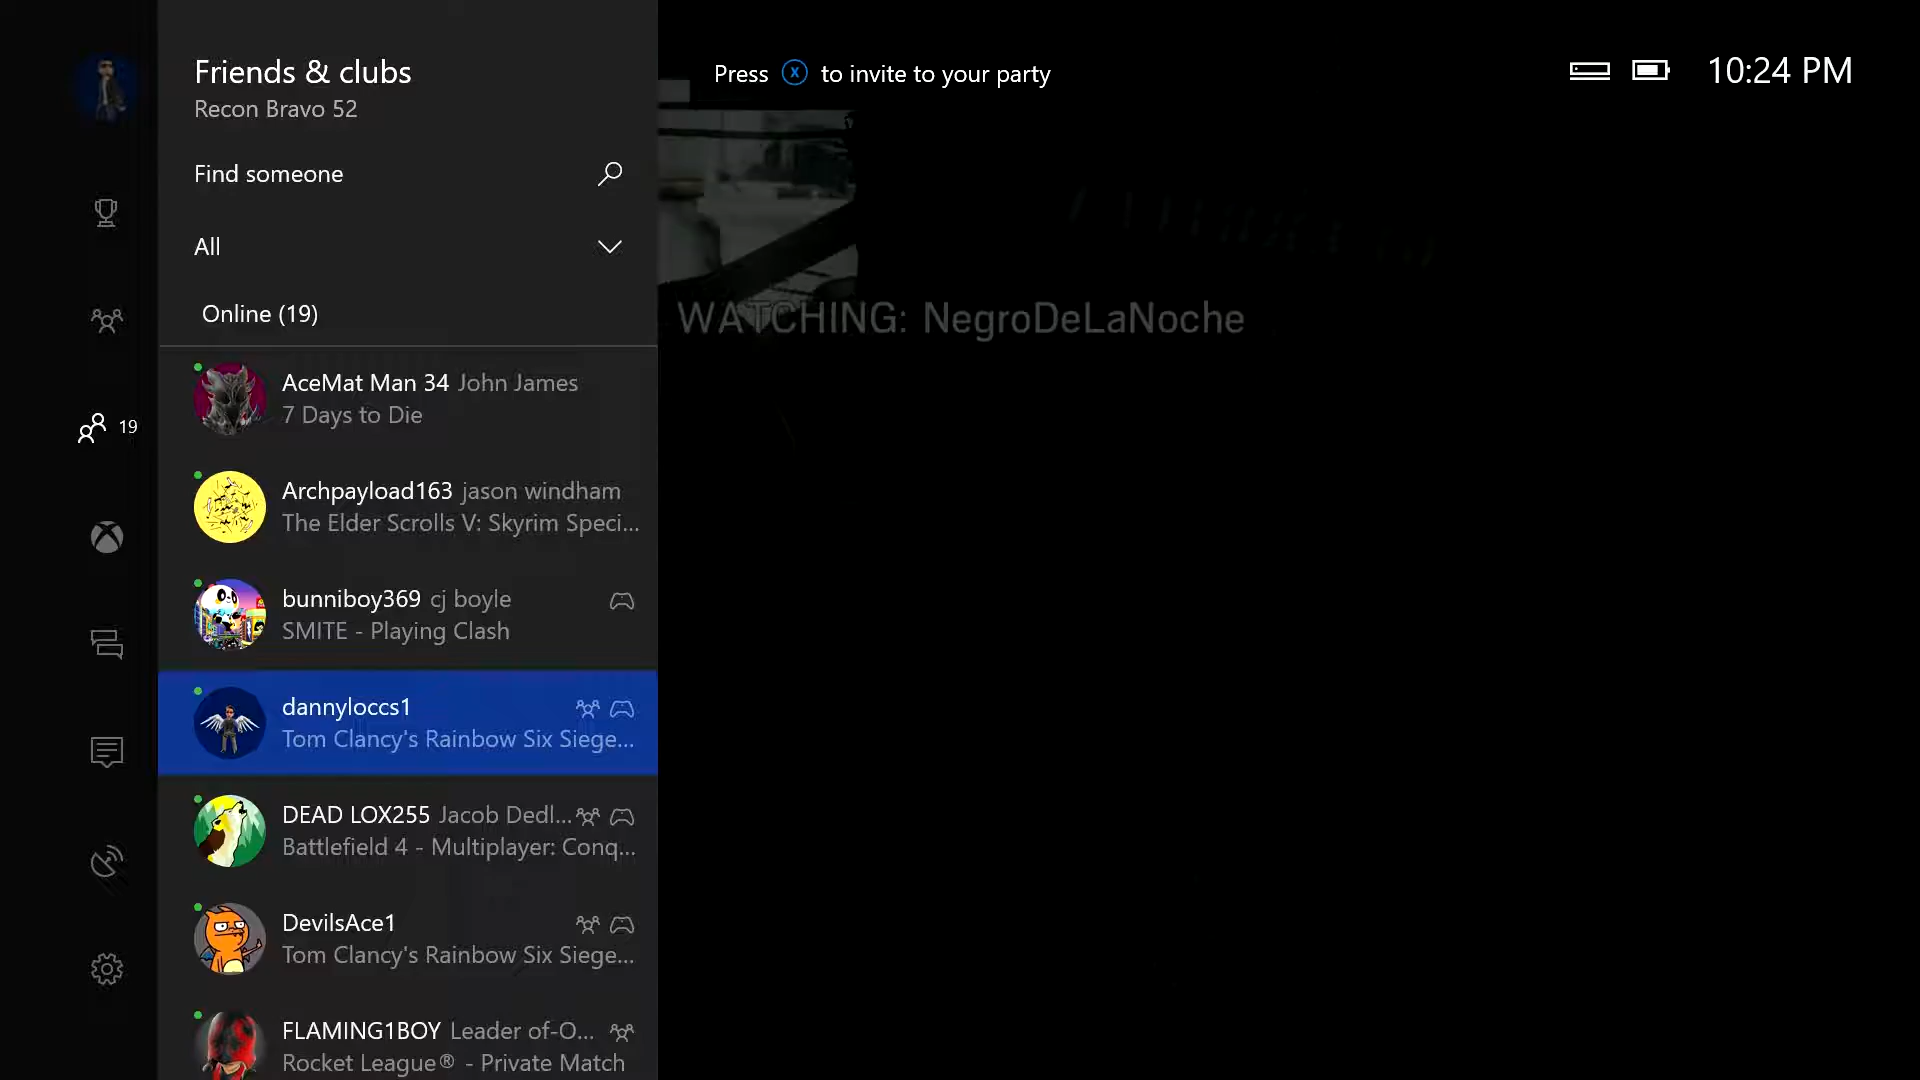 Friends & clubs
Recon Bravo 52
Press X to invite to your party
10:24 PM
Find someone
All
Online (19)
WATCHING: NegroDeLaNoche
19
AceMat Man 34 John James
7 Days to Die
Archpayload163 jason windham
The Elder Scrolls V: Skyrim Speci...
bunniboy369 cj boyle
SMITE - Playing Clash
dannyloccs1
Tom Clancy's Rainbow Six Siege...
DEAD LOX255 Jacob Dedl...
Battlefield 4 - Multiplayer: Conq...
DevilsAce1
Tom Clancy's Rainbow Six Siege...
FLAMING1BOY Leader of-O...
Rocket League® - Private Match